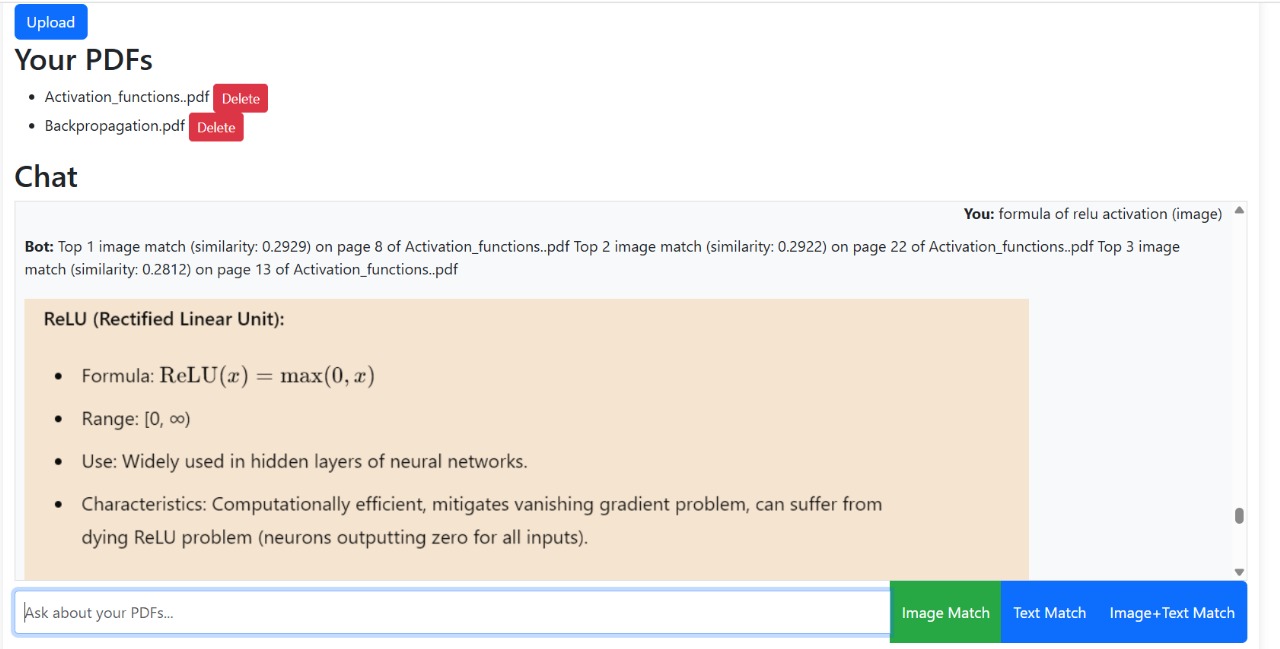 Upload
Your PDFs
• Activation_functions..pdf Delete
• Backpropagation.pdf Delete
Chat
You: formula of relu activation (image)
Bot: Top 1 image match (similarity: 0.2929) on page 8 of Activation_functions..pdf Top 2 image match (similarity: 0.2922) on page 22 of Activation_functions..pdf Top 3 image
match (similarity: 0.2812) on page 13 of Activation_functions..pdf
ReLU (Rectified Linear Unit):
• Formula: ReLU(x) = max(0, x)
• Range: [0, ∞)
• Use: Widely used in hidden layers of neural networks.
• Characteristics: Computationally efficient, mitigates vanishing gradient problem, can suffer from
dying ReLU problem (neurons outputting zero for all inputs).
Ask about your PDFs... Image Match Text Match Image+Text Match